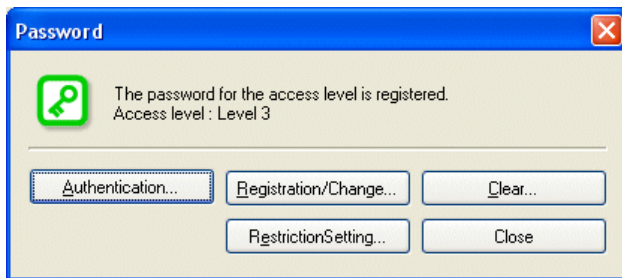 Password
The password for the access level is registered.
Access level : Level 3
Authentication...
Registration/Change...
Clear...
RestrictionSetting...
Close